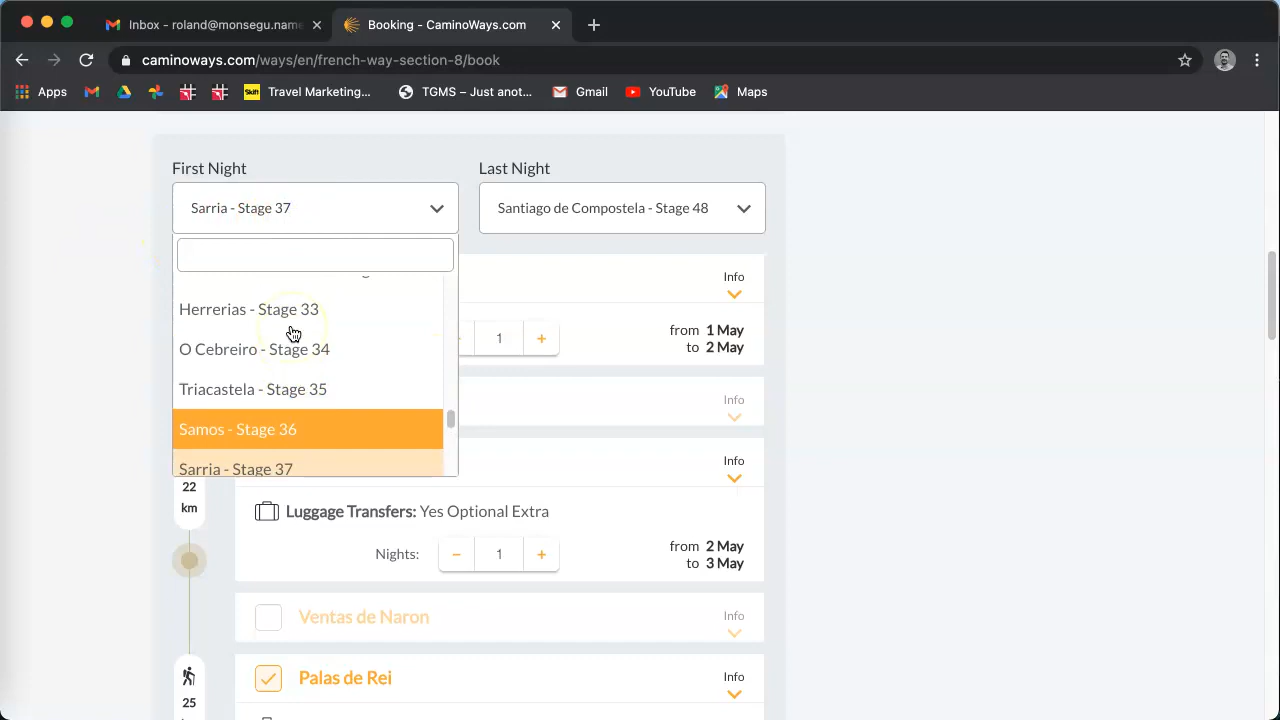 Inbox - roland@monsegu.name
Booking - CaminoWays.com
caminoways.com/ways/en/french-way-section-8/book
Apps
Skift
Travel Marketing...
TGMS – Just anot...
Gmail
YouTube
Maps
First Night
Last Night
Sarria - Stage 37
Santiago de Compostela - Stage 48
Info
Herrerias - Stage 33
1
+
from 1 May
to 2 May
O Cebreiro - Stage 34
Triacastela - Stage 35
Info
Samos - Stage 36
Sarria - Stage 37
Info
22
km
Luggage Transfers: Yes Optional Extra
Nights:
−
1
+
from 2 May
to 3 May
Ventas de Naron
Info
Palas de Rei
Info
25